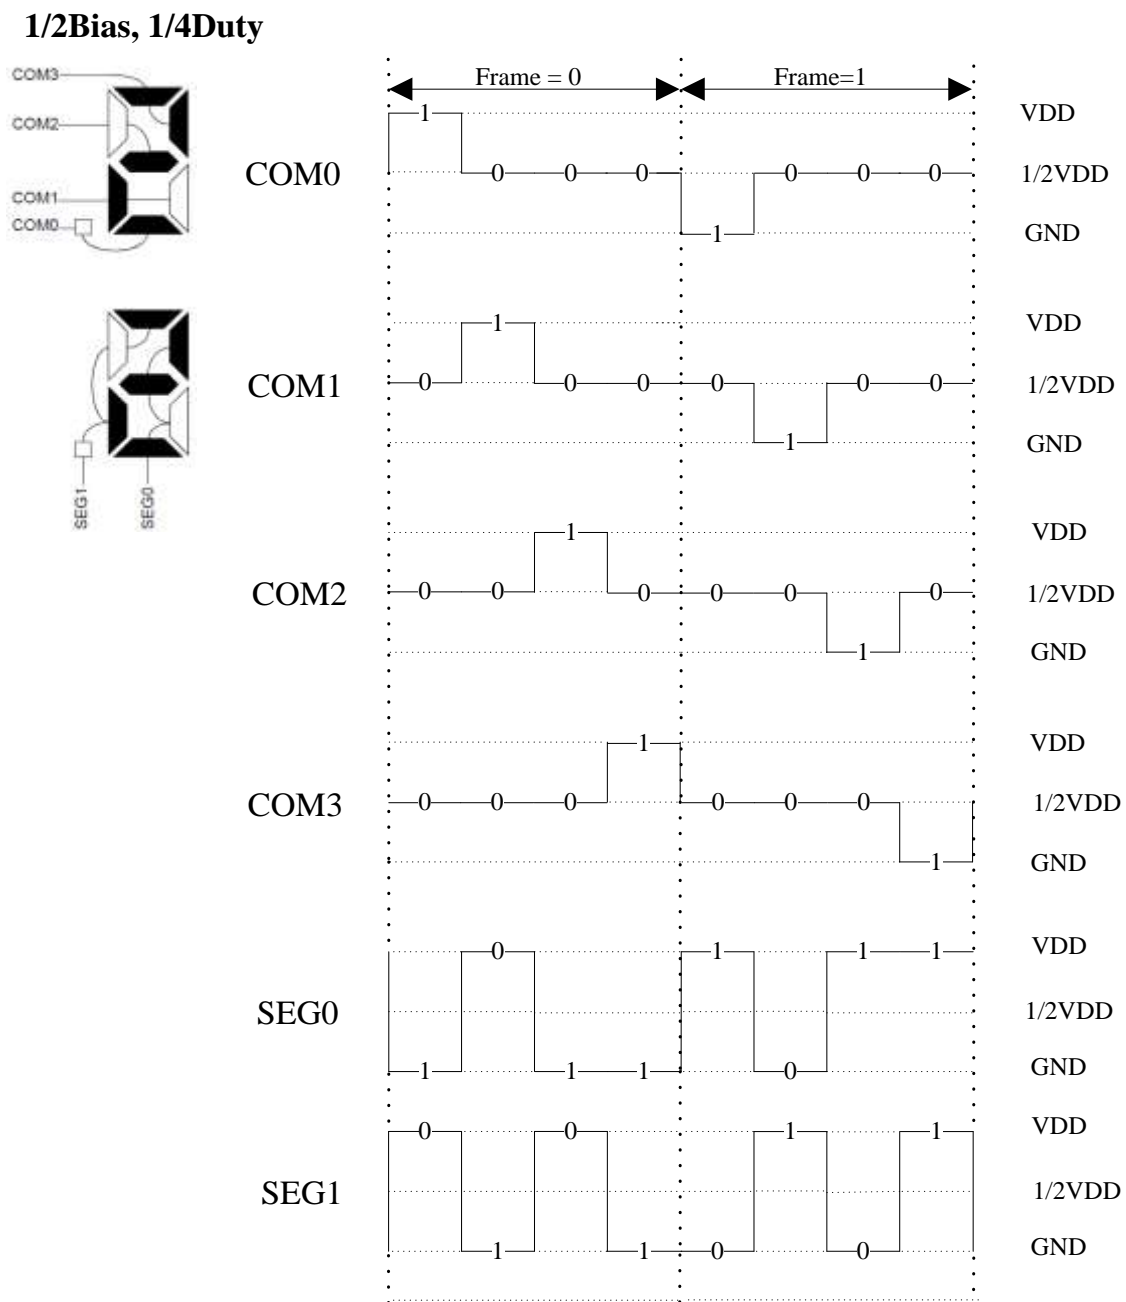 1/2Bias, 1/4Duty
COM3
COM2
COM1
COM0
SEG1
SEG0
Frame = 0 Frame=1
COM0
1 0 0 0 1 0 0 0
VDD
1/2VDD
GND
COM1
0 1 0 0 0 1 0 0
VDD
1/2VDD
GND
COM2
0 0 1 0 0 0 1 0
VDD
1/2VDD
GND
COM3
0 0 0 1 0 0 0 1
VDD
1/2VDD
GND
SEG0
1 0 1 1 1 0 1 1
VDD
1/2VDD
GND
SEG1
0 1 0 1 0 1 0 1
VDD
1/2VDD
GND